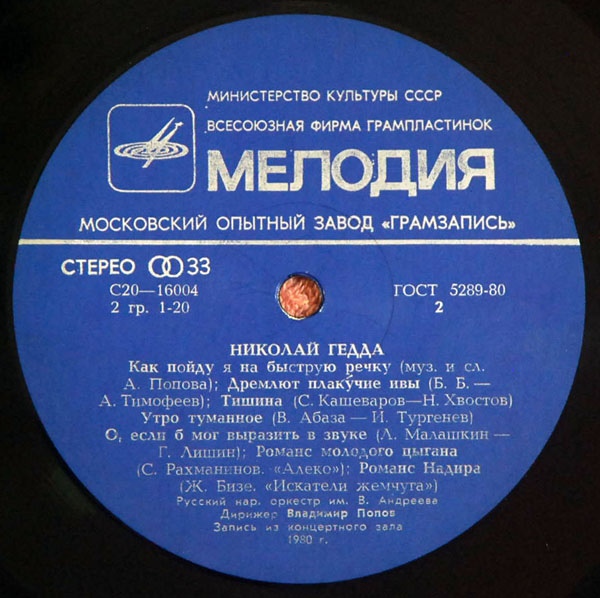 МИНИСТЕРСТВО КУЛЬТУРЫ СССР
ВСЕСОЮЗНАЯ ФИРМА ГРАМПЛАСТИНОК
МЕЛОДИЯ
МОСКОВСКИЙ ОПЫТНЫЙ ЗАВОД «ГРАМЗАПИСЬ»
СТЕРЕО 33
С20—16004
2 гр. 1-20
ГОСТ 5289-80
2
НИКОЛАЙ ГЕДДА
Как пойду я на быструю речку (муз. и сл.
А. Попова); Дремлют плаку́чие ивы (Б. Б.—
А. Тимофеев); Тишина (С. Кашеваров—Н. Хвостов)
Утро туманное (В. Абаза—И. Тургенев)
О, если б мог выразить в звуке (Л. Малашкин—
Г. Лишин); Романс молодого цыгана
(С. Рахманинов. «Алеко»); Романс Надира
(Ж. Бизе. «Искатели жемчуга»)
Русский нар. оркестр им. В. Андреева
Дирижер Владимир Попов
Запись из концертного зала
1980 г.